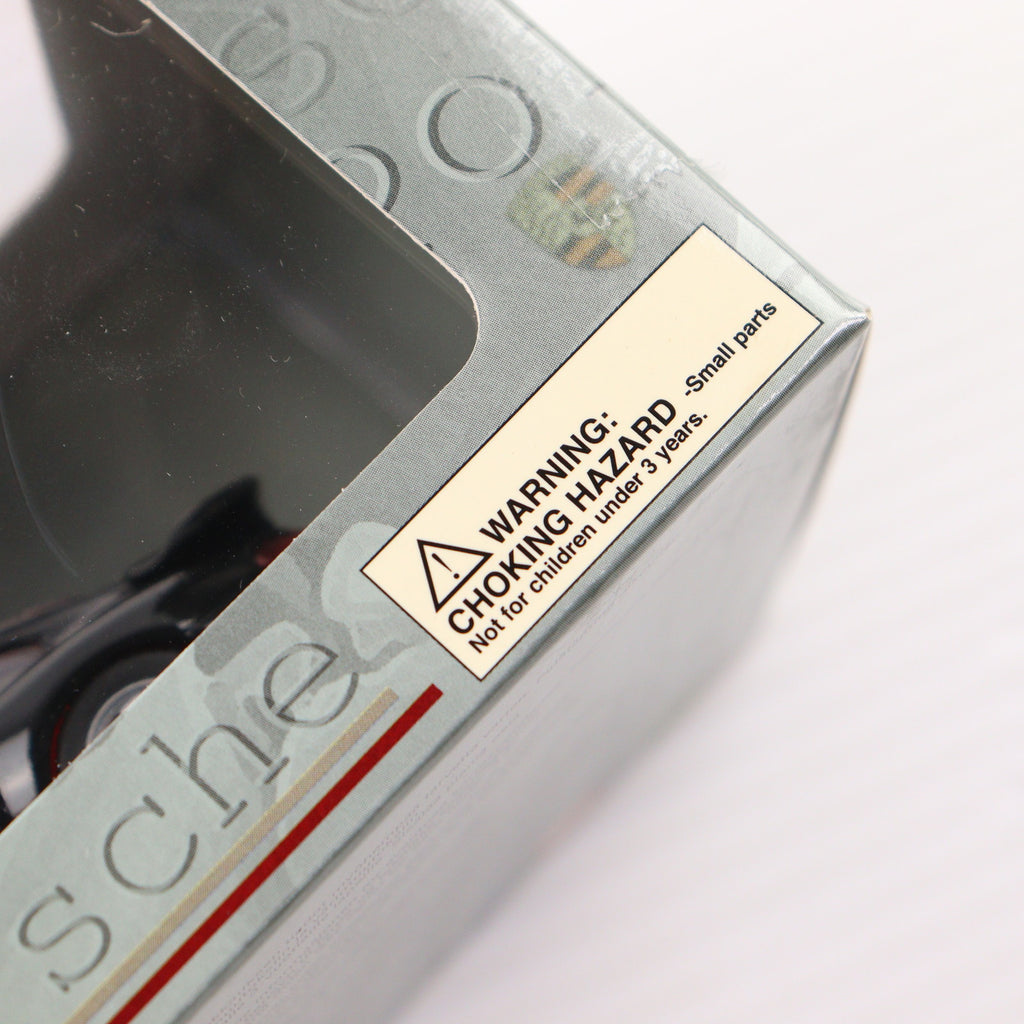 ⚠ WARNING:
CHOKING HAZARD -Small parts
Not for children under 3 years.
sche